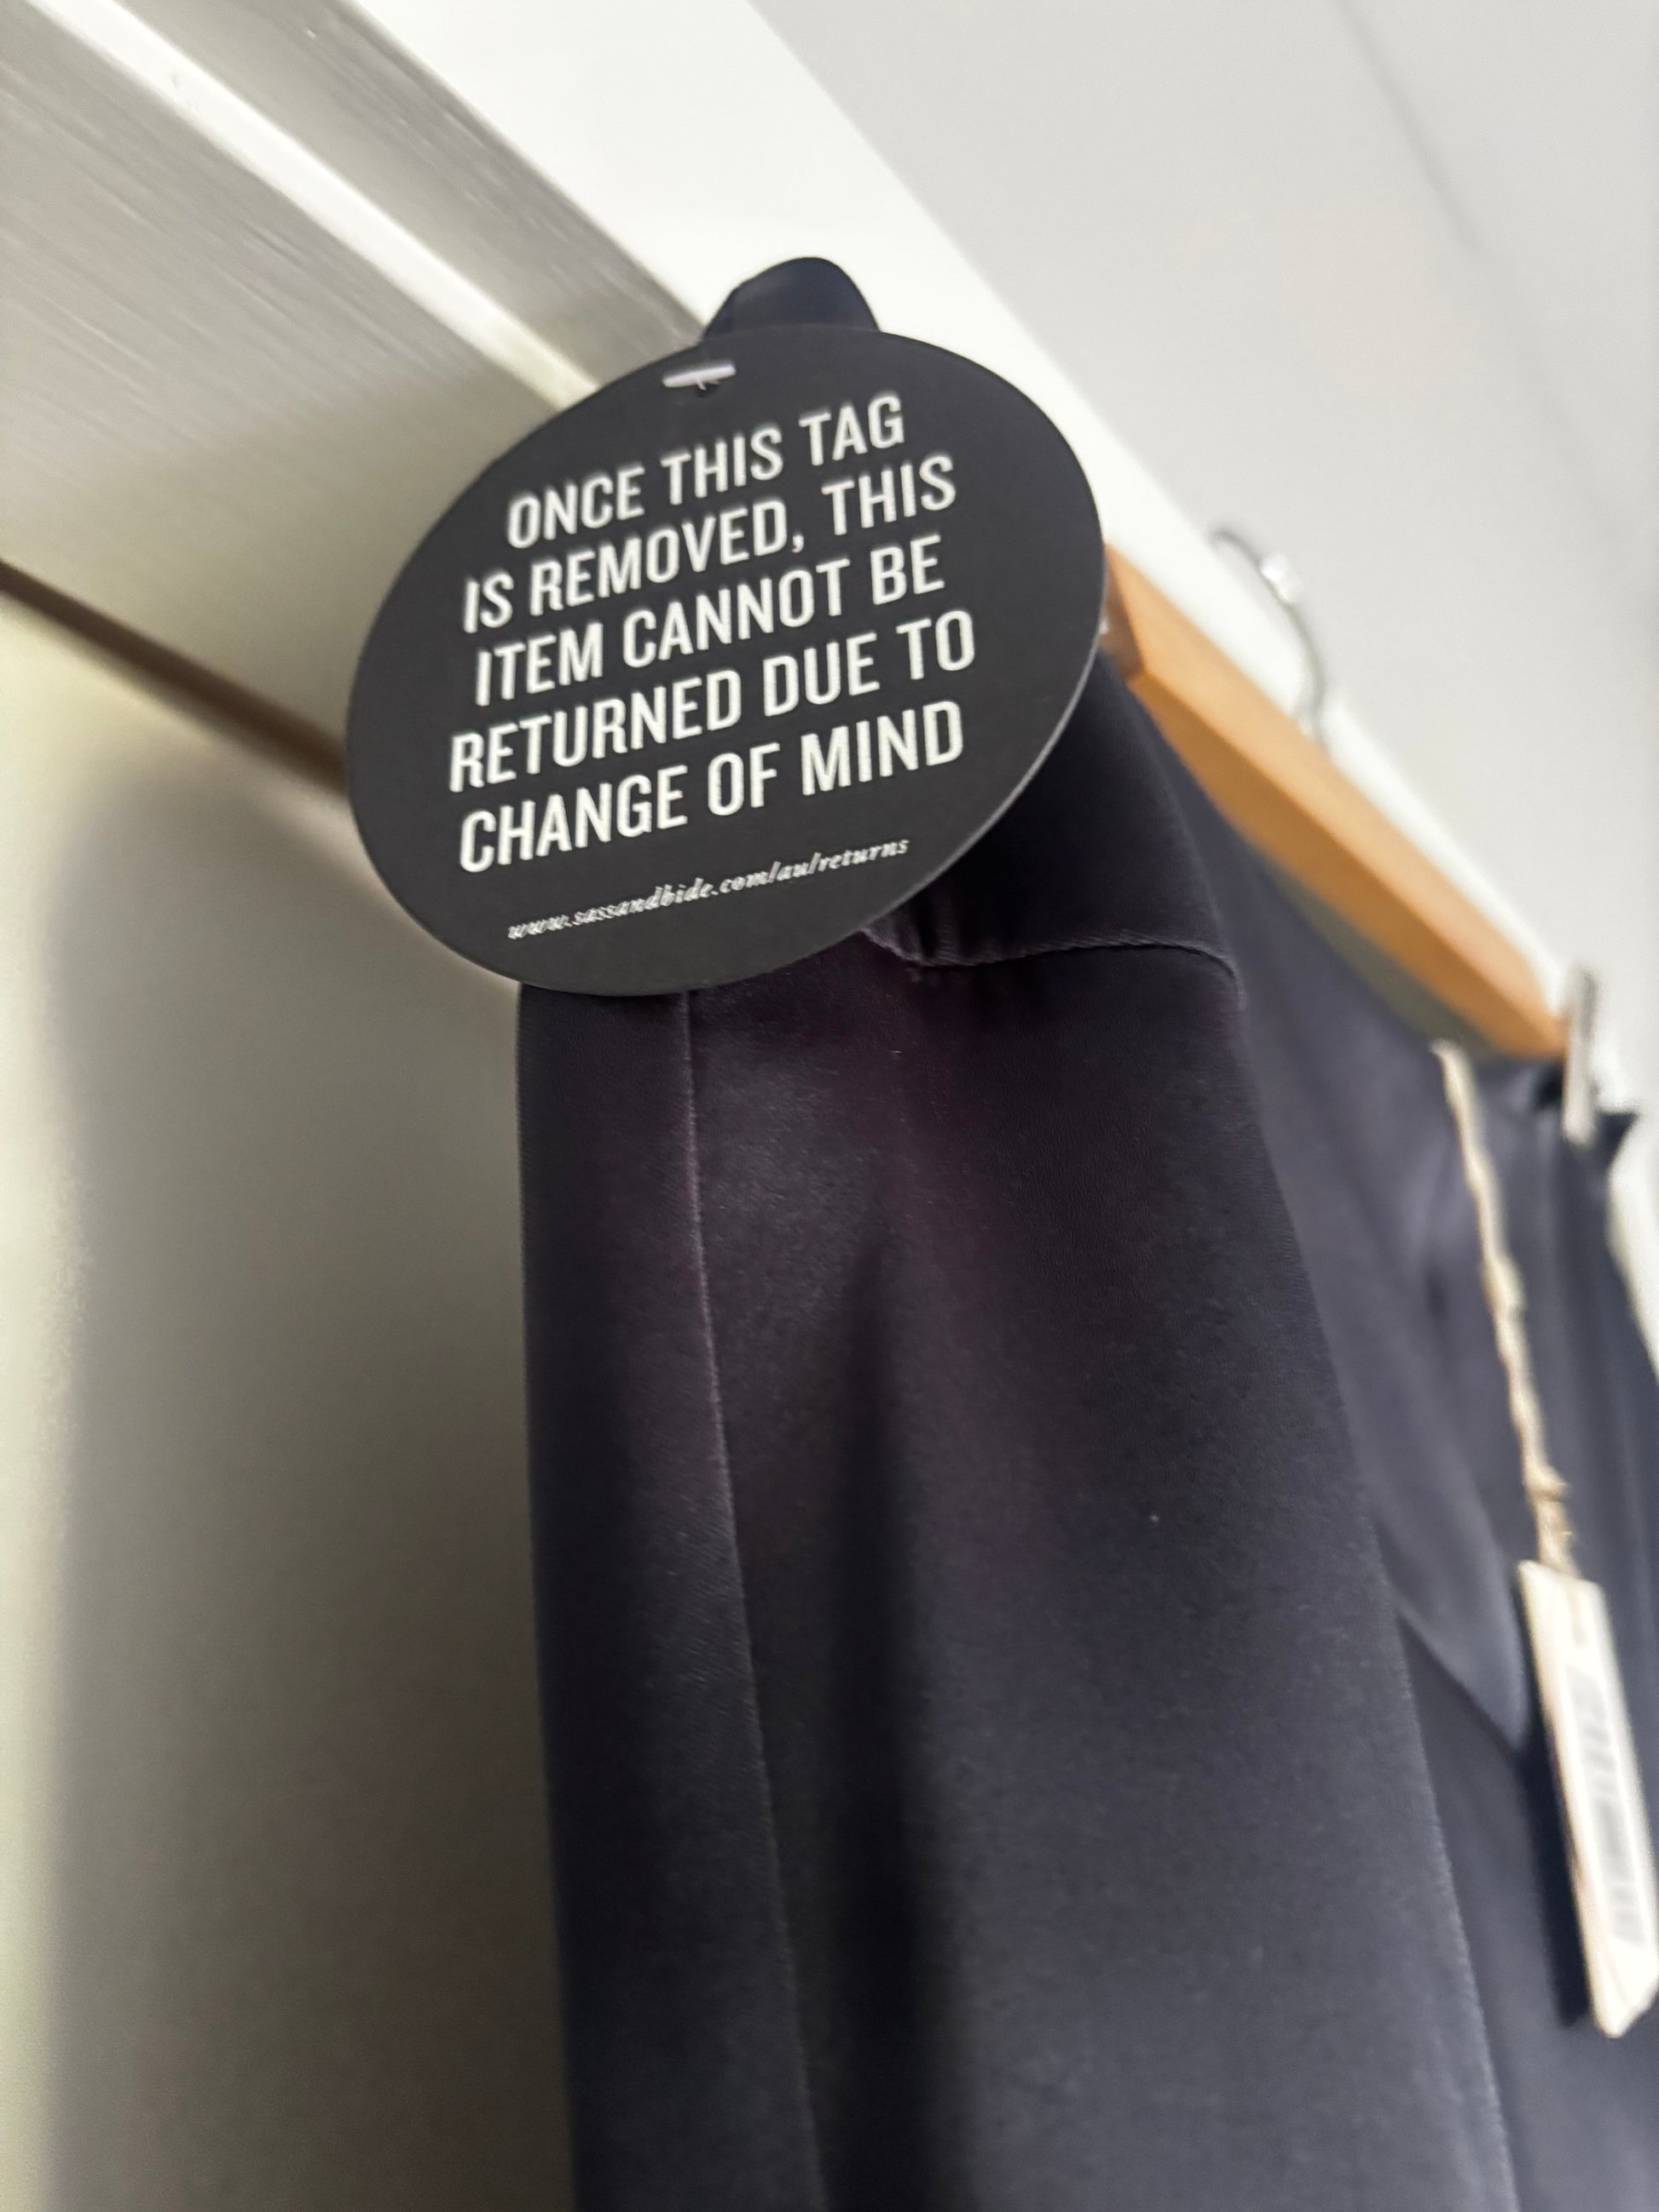 ONCE THIS TAG
IS REMOVED, THIS
ITEM CANNOT BE
RETURNED DUE TO
CHANGE OF MIND
www.sassandbide.com/au/returns